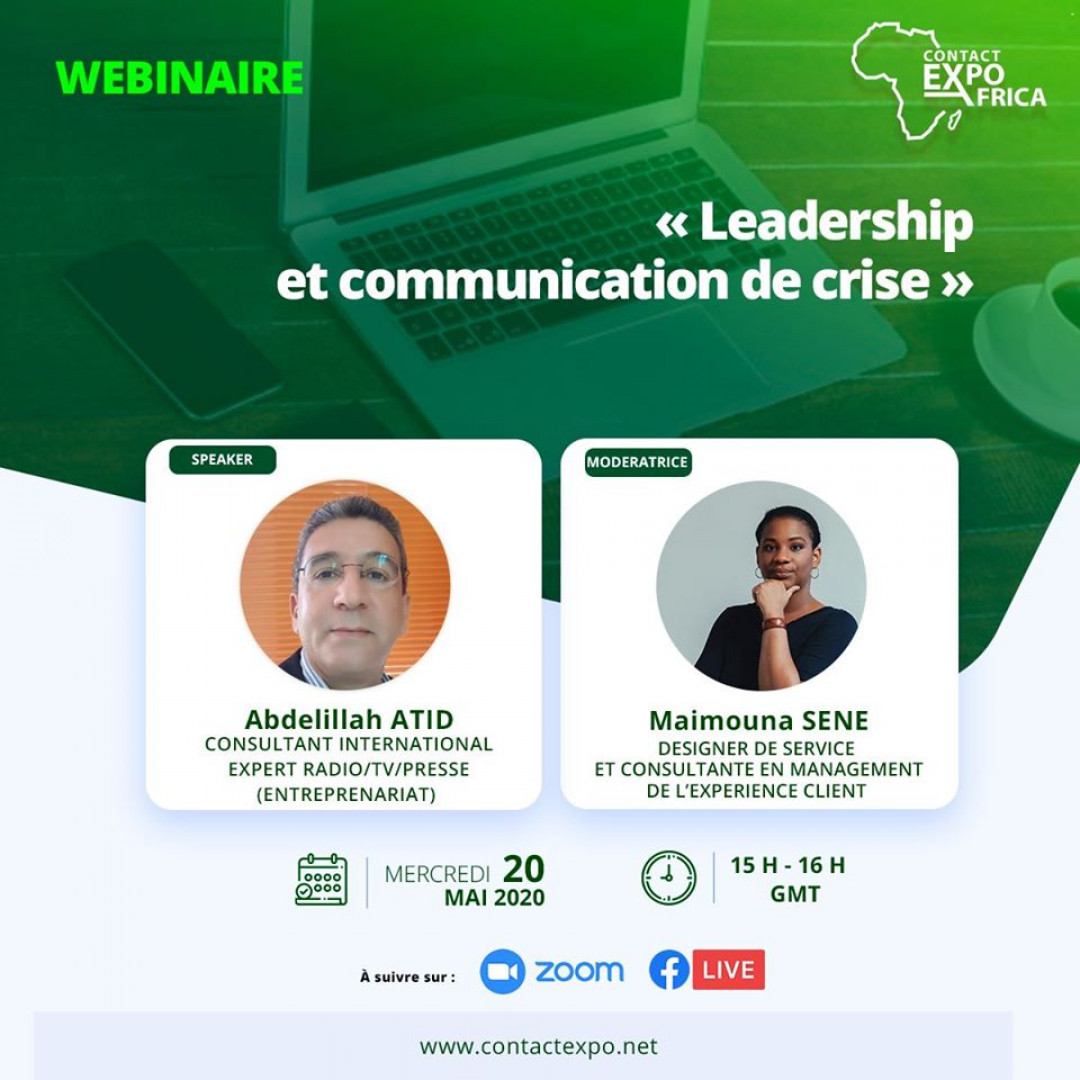 WEBINAIRE
CONTACT
EXPO
AFRICA
« Leadership
et communication de crise »
SPEAKER
Abdelillah ATID
CONSULTANT INTERNATIONAL
EXPERT RADIO/TV/PRESSE
(ENTREPRENARIAT)
MODERATRICE
Maimouna SENE
DESIGNER DE SERVICE
ET CONSULTANTE EN MANAGEMENT
DE L’EXPERIENCE CLIENT
MERCREDI 20
MAI 2020
15 H - 16 H
GMT
À suivre sur :
zoom
LIVE
www.contactexpo.net